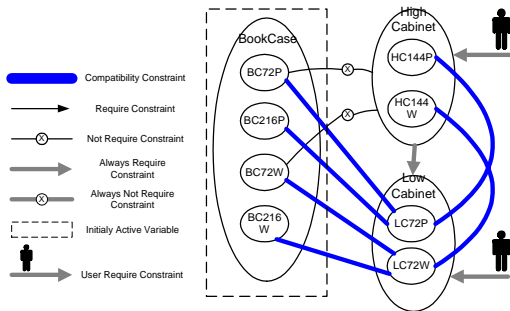 Compatibility Constraint
Require Constraint
X
Not Require Constraint
Always Require
Constraint
X
Always Not Require
Constraint
Initialy Active Variable
User Require Constraint
BookCase
BC72P
BC216P
BC72W
BC216
W
X
X
High
Cabinet
HC144P
HC144
W
Low
Cabinet
LC72P
LC72W